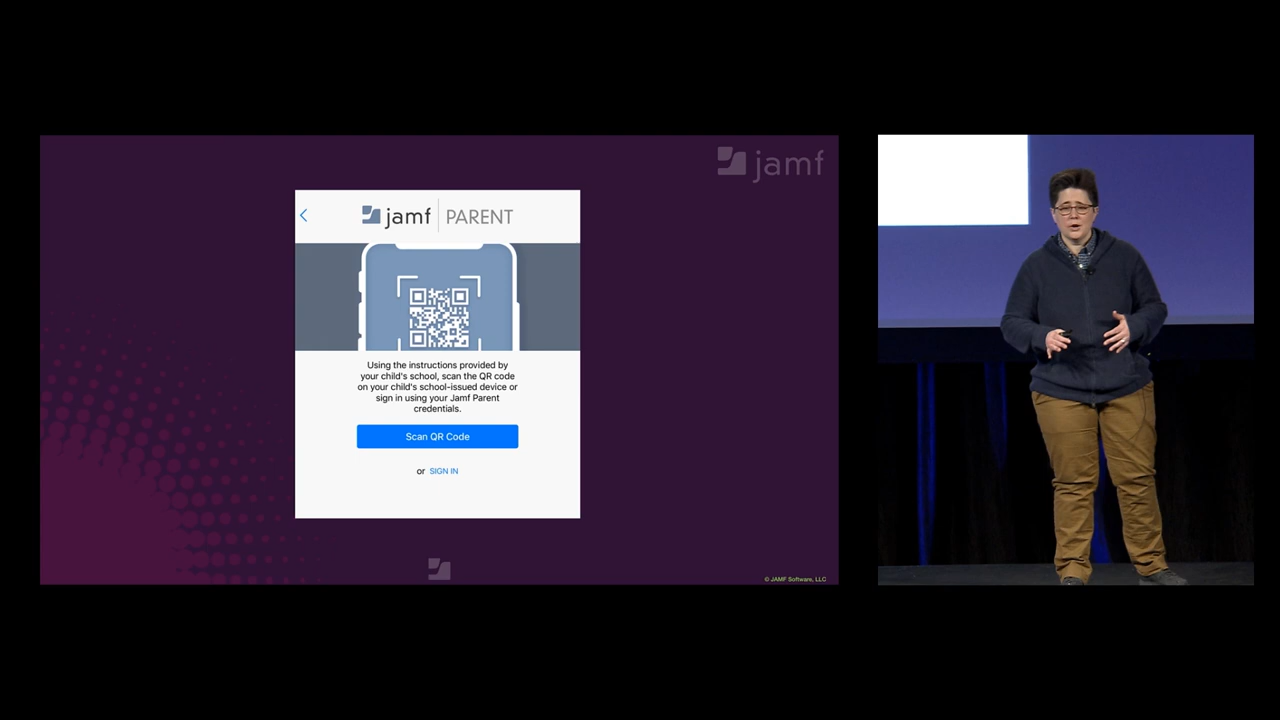 jamf
jamf | PARENT
Using the instructions provided by
your child's school, scan the QR code
on your child's school-issued device or
sign in using your Jamf Parent
credentials.
Scan QR Code
or SIGN IN
© JAMF Software, LLC